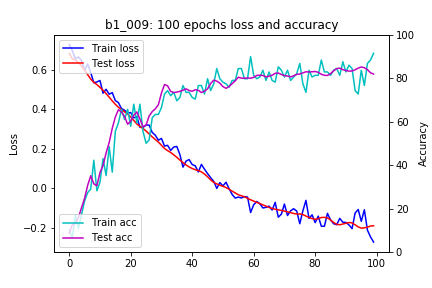 b1_009: 100 epochs loss and accuracy
Train loss
Test loss
Train acc
Test acc
Loss
Accuracy
0.6
0.4
0.2
0.0
−0.2
100
80
60
40
20
0
0 20 40 60 80 100